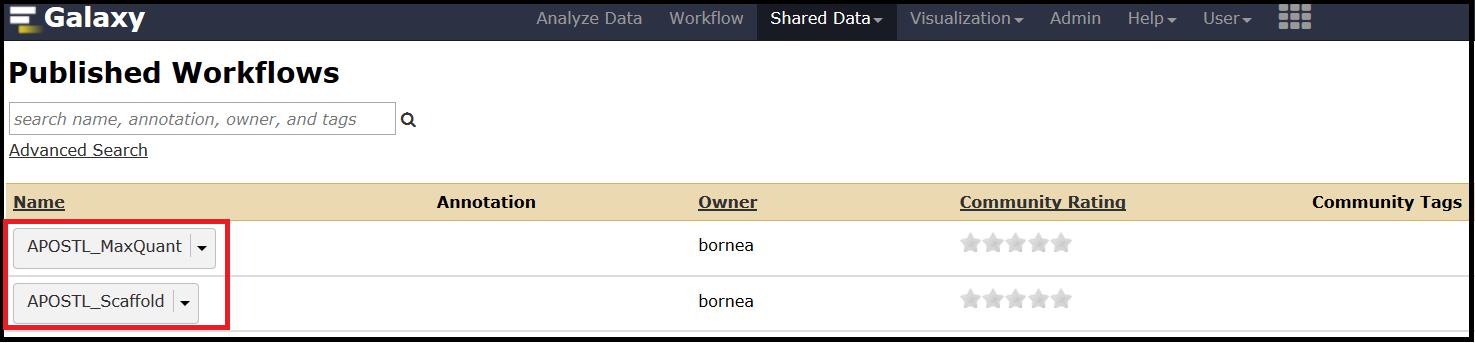 Galaxy Analyze Data Workflow Shared Data Visualization Admin Help User
Published Workflows
search name, annotation, owner, and tags
Advanced Search
Name Annotation Owner Community Rating Community Tags
APOSTL_MaxQuant bornea
APOSTL_Scaffold bornea